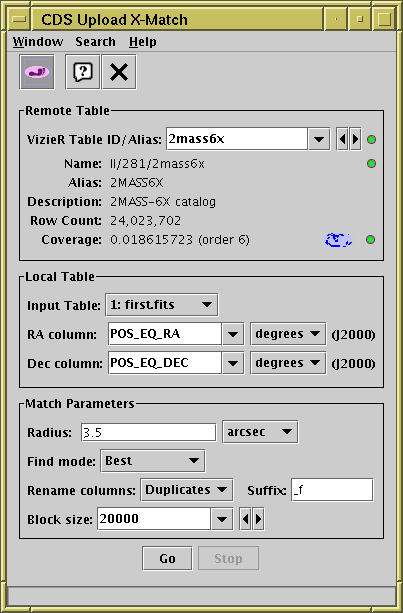 CDS Upload X-Match
Window Search Help
Remote Table
VizieR Table ID/Alias: 2mass6x
Name: II/281/2mass6x
Alias: 2MASS6X
Description: 2MASS-6X catalog
Row Count: 24,023,702
Coverage: 0.018615723 (order 6)
Local Table
Input Table: 1: first.fits
RA column: POS_EQ_RA degrees (J2000)
Dec column: POS_EQ_DEC degrees (J2000)
Match Parameters
Radius: 3.5 arcsec
Find mode: Best
Rename columns: Duplicates Suffix: _f
Block size: 20000
Go Stop